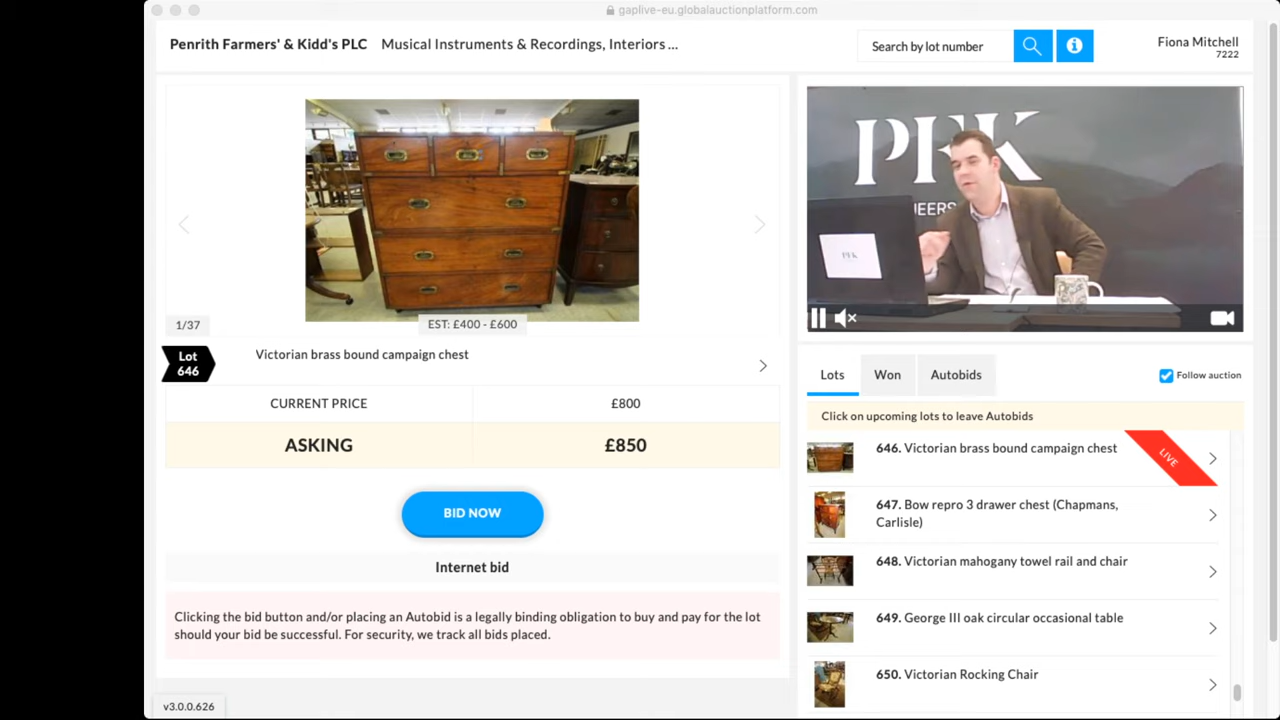 gaplive-eu.globalauctionplatform.com
Penrith Farmers' & Kidd's PLC
Musical Instruments & Recordings, Interiors ...
Search by lot number
Fiona Mitchell
7222
PFK
NEERS
PFK
1/37
EST: £400 - £600
Lot
646
Victorian brass bound campaign chest
CURRENT PRICE
£800
ASKING
£850
BID NOW
Internet bid
Clicking the bid button and/or placing an Autobid is a legally binding obligation to buy and pay for the lot
should your bid be successful. For security, we track all bids placed.
v3.0.0.626
Lots
Won
Autobids
Follow auction
Click on upcoming lots to leave Autobids
646. Victorian brass bound campaign chest
LIVE
647. Bow repro 3 drawer chest (Chapmans,
Carlisle)
648. Victorian mahogany towel rail and chair
649. George III oak circular occasional table
650. Victorian Rocking Chair